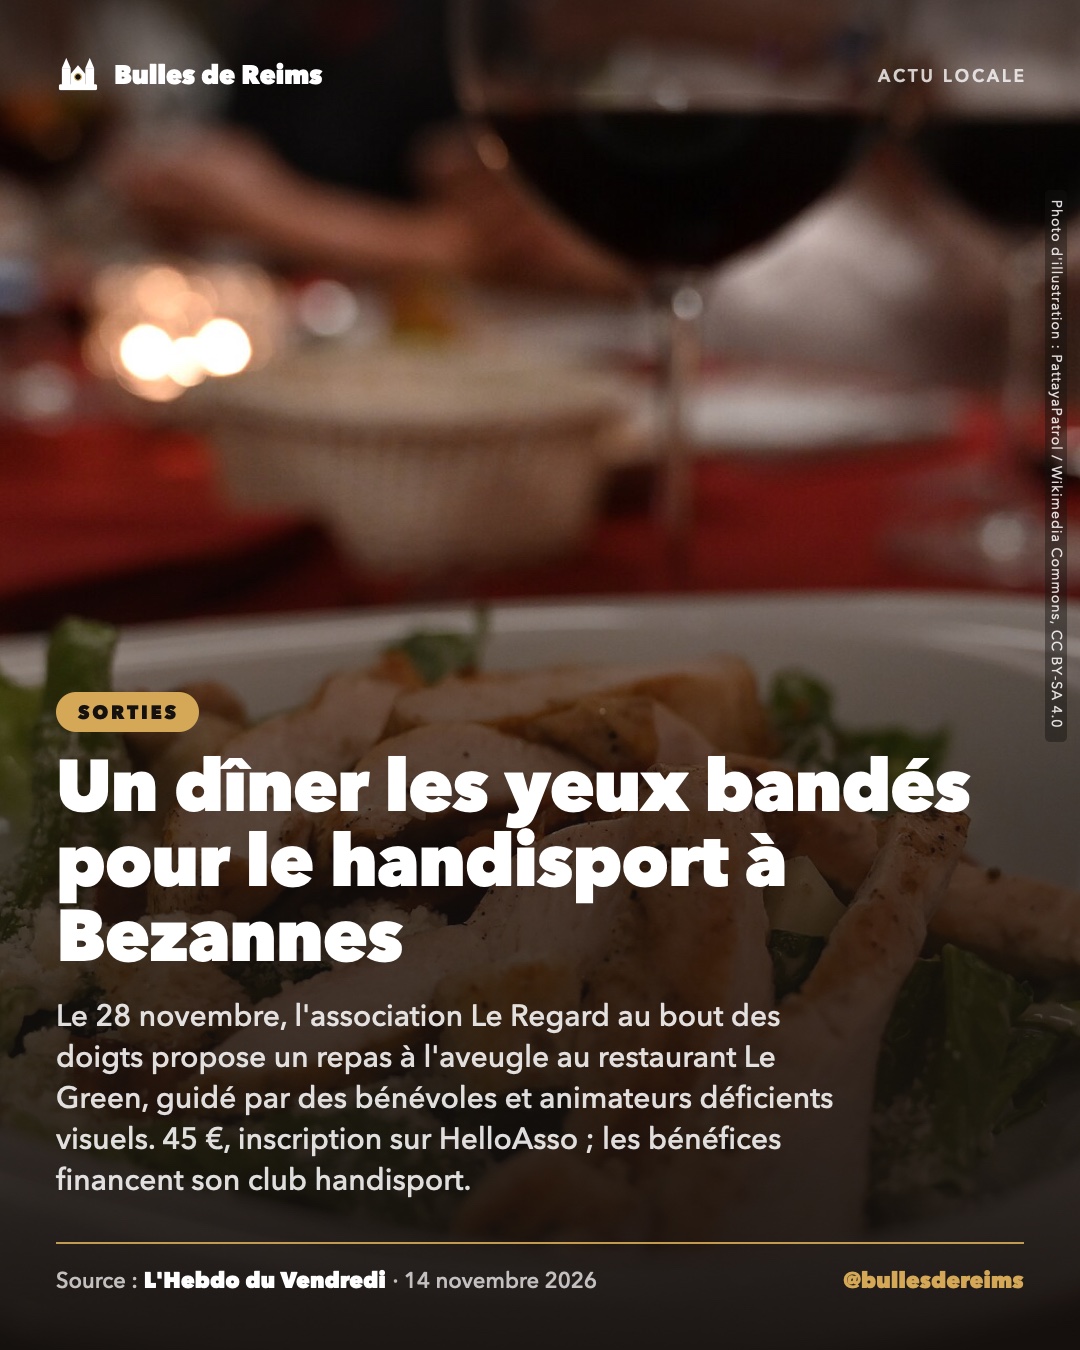 Bulles de Reims
ACTU LOCALE
Photo d'illustration : PattayaPatrol / Wikimedia Commons, CC BY-SA 4.0
SORTIES
Un dîner les yeux bandés
pour le handisport à
Bezannes
Le 28 novembre, l'association Le Regard au bout des
doigts propose un repas à l'aveugle au restaurant Le
Green, guidé par des bénévoles et animateurs déficients
visuels. 45 €, inscription sur HelloAsso ; les bénéfices
financent son club handisport.
Source : L'Hebdo du Vendredi · 14 novembre 2026
@bullesdereims